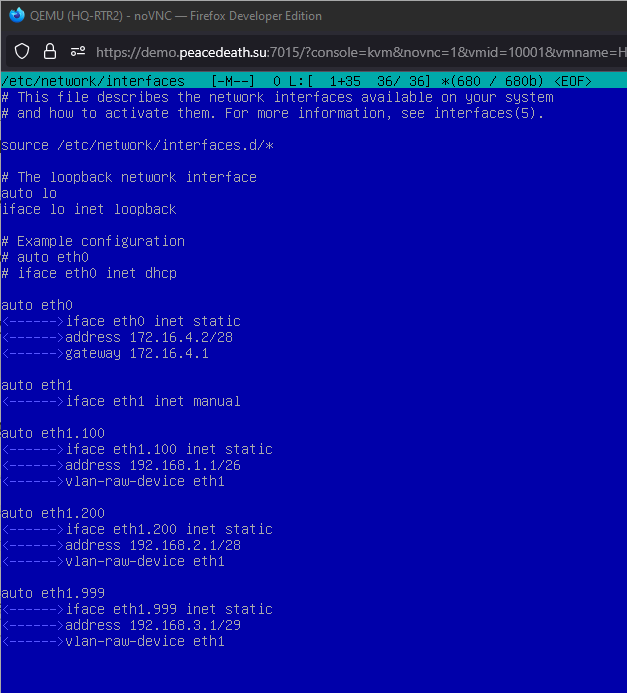 QEMU (HQ-RTR2) - noVNC — Firefox Developer Edition
https://demo.peacedeath.su:7015/?console=kvm&novnc=1&vmid=10001&vmname=H
/etc/network/interfaces   [-M--]  0 L:[  1+35  36/ 36] *(680 / 680b) <EOF>
# This file describes the network interfaces available on your system
# and how to activate them. For more information, see interfaces(5).
source /etc/network/interfaces.d/*
# The loopback network interface
auto lo
iface lo inet loopback
# Example configuration
# auto eth0
# iface eth0 inet dhcp
auto eth0
<------>iface eth0 inet static
<------>address 172.16.4.2/28
<------>gateway 172.16.4.1
auto eth1
<------>iface eth1 inet manual
auto eth1.100
<------>iface eth1.100 inet static
<------>address 192.168.1.1/26
<------>vlan-raw-device eth1
auto eth1.200
<------>iface eth1.200 inet static
<------>address 192.168.2.1/28
<------>vlan-raw-device eth1
auto eth1.999
<------>iface eth1.999 inet static
<------>address 192.168.3.1/29
<------>vlan-raw-device eth1